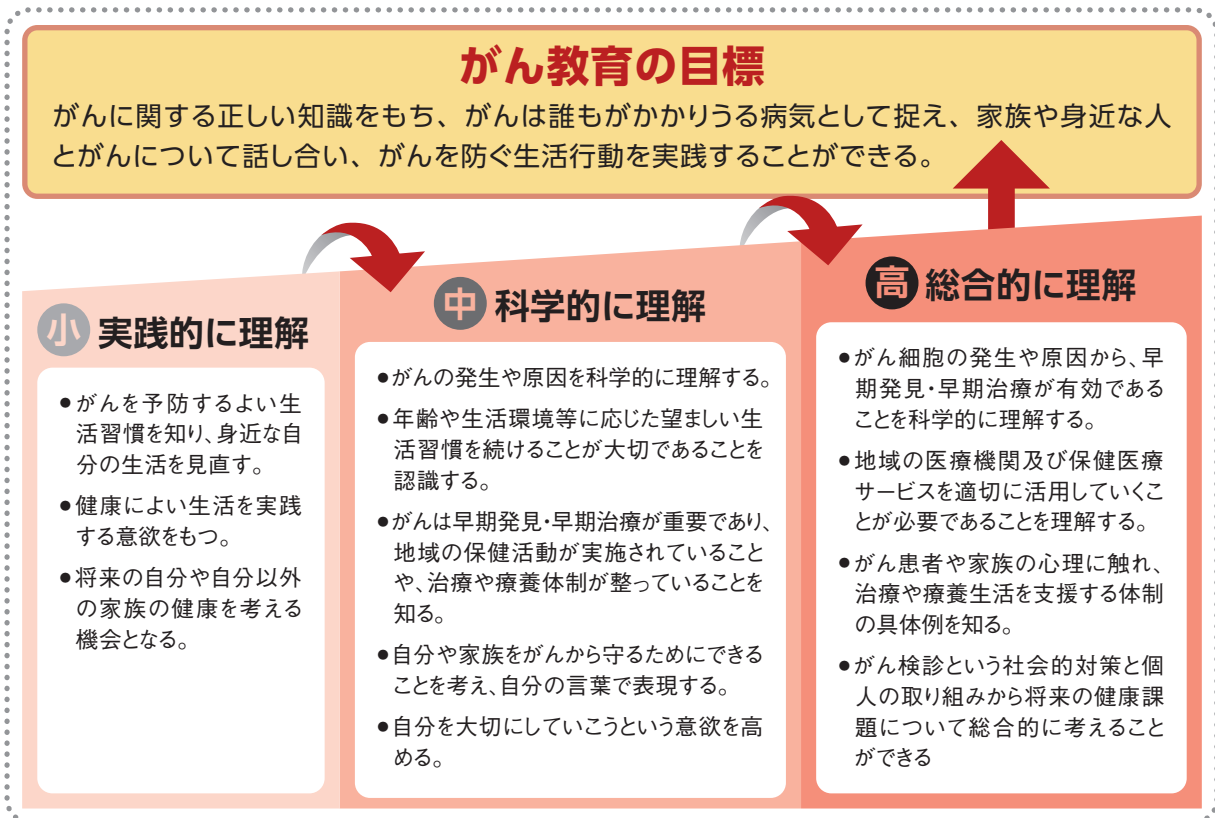 がん教育の目標
がんに関する正しい知識をもち、がんは誰もがかかりうる病気として捉え、家族や身近な人
とがんについて話し合い、がんを防ぐ生活行動を実践することができる。
小 実践的に理解
●がんを予防するよい生
活習慣を知り、身近な自
分の生活を見直す。
●健康によい生活を実践
する意欲をもつ。
●将来の自分や自分以外
の家族の健康を考える
機会となる。
中 科学的に理解
●がんの発生や原因を科学的に理解する。
●年齢や生活環境等に応じた望ましい生
活習慣を続けることが大切であることを
認識する。
●がんは早期発見・早期治療が重要であり、
地域の保健活動が実施されていること
や、治療や療養体制が整っていることを
知る。
●自分や家族をがんから守るためにできる
ことを考え、自分の言葉で表現する。
●自分を大切にしていこうという意欲を高
める。
高 総合的に理解
●がん細胞の発生や原因から、早
期発見・早期治療が有効である
ことを科学的に理解する。
●地域の医療機関及び保健医療
サービスを適切に活用していくこ
とが必要であることを理解する。
●がん患者や家族の心理に触れ、
治療や療養生活を支援する体制
の具体例を知る。
●がん検診という社会的対策と個
人の取り組みから将来の健康課
題について総合的に考えること
ができる